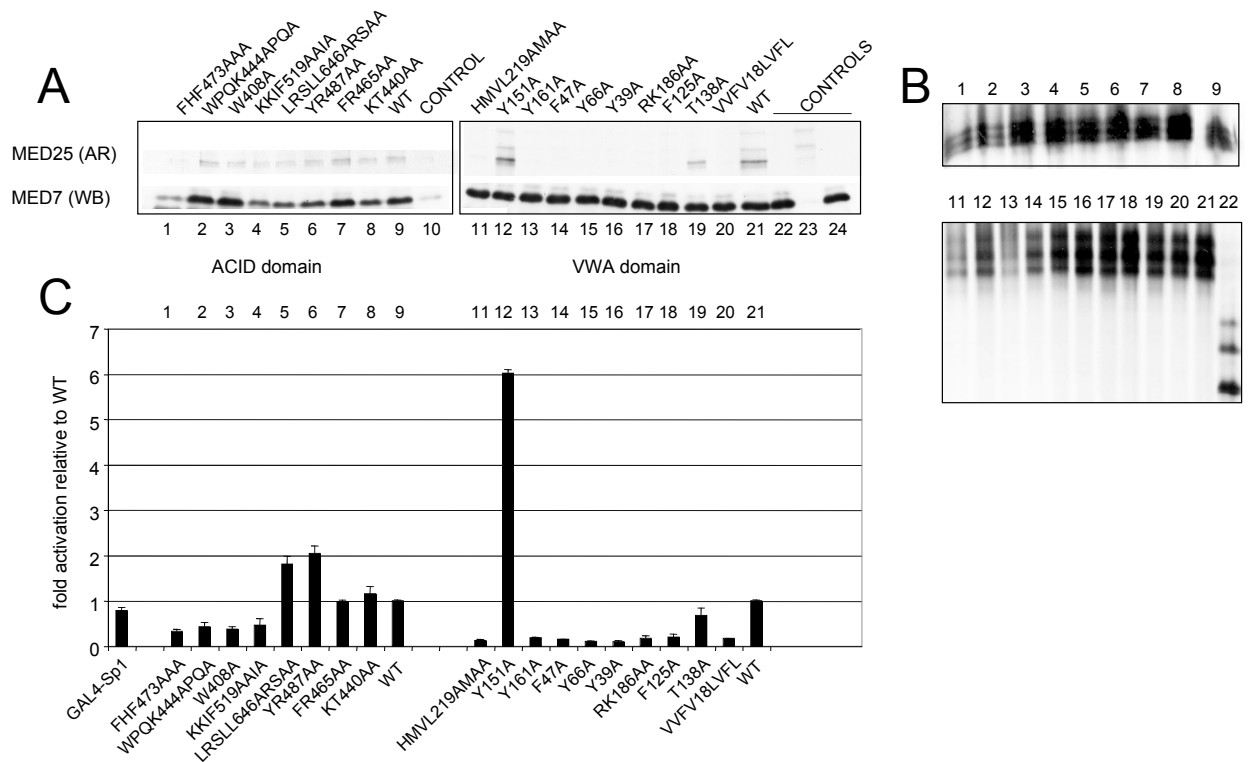 A
FHF473AAA
WPQK444APQA
W408A
KKIF519AAIA
LRSLL646ARSAA
YR487AA
FR465AA
KT440AA
WT
CONTROL
HMVL219AMAA
Y151A
Y161A
F47A
Y66A
Y39A
RK186AA
F125A
T138A
VVFV18LVFL
WT
CONTROLS
MED25 (AR)
MED7 (WB)
1 2 3 4 5 6 7 8 9 10 11 12 13 14 15 16 17 18 19 20 21 22 23 24
ACID domain VWA domain
B
1 2 3 4 5 6 7 8 9
11 12 13 14 15 16 17 18 19 20 21 22
C
1 2 3 4 5 6 7 8 9 11 12 13 14 15 16 17 18 19 20 21
fold activation relative to WT
7
6
5
4
3
2
1
0
GAL4-Sp1
FHF473AAA
WPQK444APQA
W408A
KKIF519AAIA
LRSLL646ARSAA
YR487AA
FR465AA
KT440AA
WT
HMVL219AMAA
Y151A
Y161A
F47A
Y66A
Y39A
RK186AA
F125A
T138A
VVFV18LVFL
WT